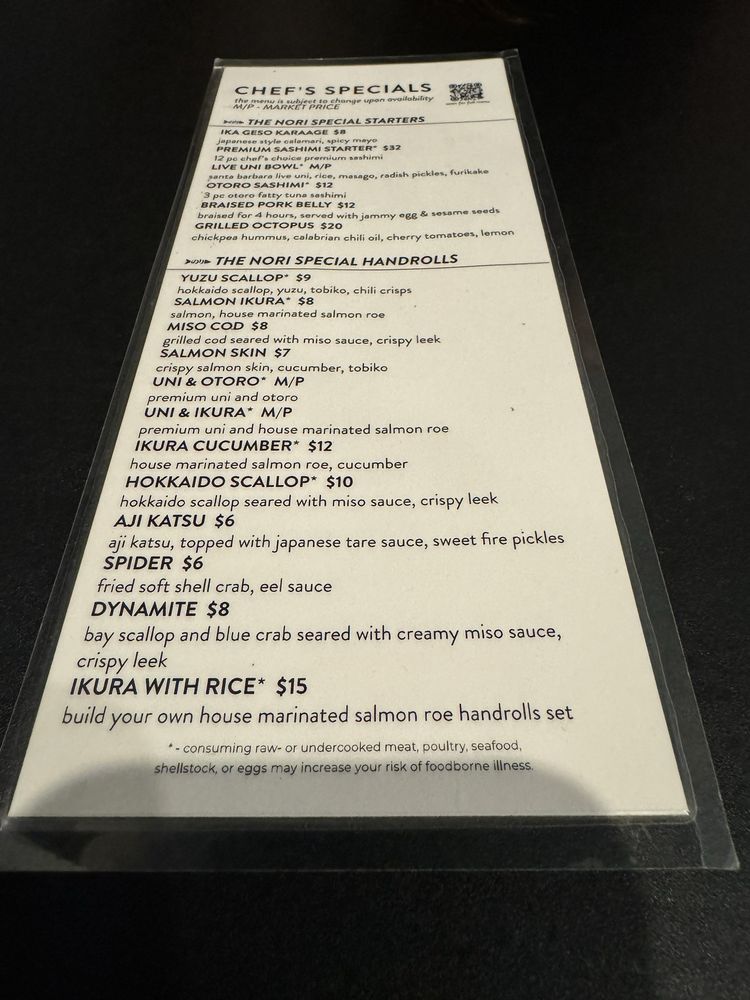 CHEF'S SPECIALS
the menu is subject to change upon availability
M/P - MARKET PRICE
THE NORI SPECIAL STARTERS
IKA GESO KARAAGE $8
japanese style calamari, spicy mayo
PREMIUM SASHIMI STARTER* $32
12 pc chef's choice premium sashimi
LIVE UNI BOWL* M/P
santa barbara live uni, rice, masago, radish pickles, furikake
OTORO SASHIMI* $12
3 pc otoro fatty tuna sashimi
BRAISED PORK BELLY $12
braised for 4 hours, served with jammy egg & sesame seeds
GRILLED OCTOPUS $20
chickpea hummus, calabrian chili oil, cherry tomatoes, lemon
THE NORI SPECIAL HANDROLLS
YUZU SCALLOP* $9
hokkaido scallop, yuzu, tobiko, chili crisps
SALMON IKURA* $8
salmon, house marinated salmon roe
MISO COD $8
grilled cod seared with miso sauce, crispy leek
SALMON SKIN $7
crispy salmon skin, cucumber, tobiko
UNI & OTORO* M/P
premium uni and otoro
UNI & IKURA* M/P
premium uni and house marinated salmon roe
IKURA CUCUMBER* $12
house marinated salmon roe, cucumber
HOKKAIDO SCALLOP* $10
hokkaido scallop seared with miso sauce, crispy leek
AJI KATSU $6
aji katsu, topped with japanese tare sauce, sweet fire pickles
SPIDER $6
fried soft shell crab, eel sauce
DYNAMITE $8
bay scallop and blue crab seared with creamy miso sauce,
crispy leek
IKURA WITH RICE* $15
build your own house marinated salmon roe handrolls set
* - consuming raw- or undercooked meat, poultry, seafood,
shellstock, or eggs may increase your risk of foodborne illness.